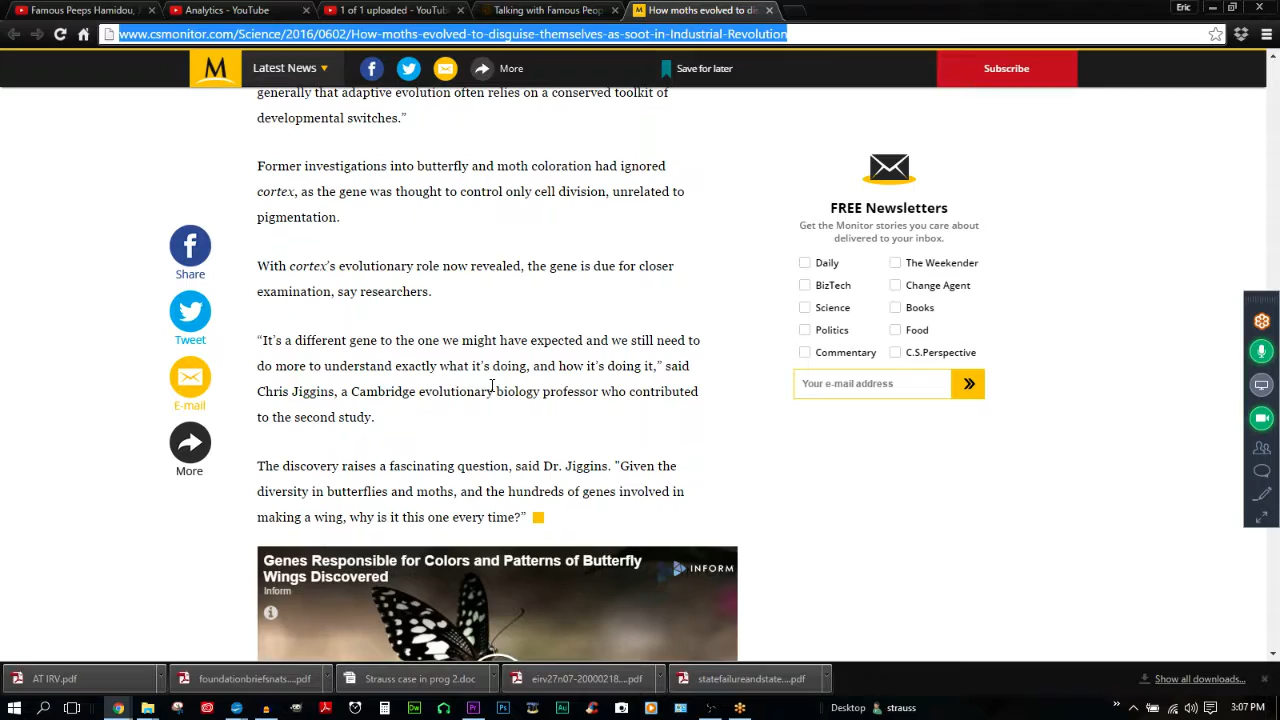 Famous Peeps Hamidou,
Analytics - YouTube
1 of 1 uploaded - YouTube
Talking with Famous Peep
How moths evolved to di
Eric
www.csmonitor.com/Science/2016/0602/How-moths-evolved-to-disguise-themselves-as-soot-in-Industrial-Revolution
M
Latest News
More
Save for later
Subscribe
generally that adaptive evolution often relies on a conserved toolkit of
developmental switches.”
Former investigations into butterfly and moth coloration had ignored
cortex, as the gene was thought to control only cell division, unrelated to
pigmentation.
With cortex’s evolutionary role now revealed, the gene is due for closer
examination, say researchers.
“It’s a different gene to the one we might have expected and we still need to
do more to understand exactly what it’s doing, and how it’s doing it,” said
Chris Jiggins, a Cambridge evolutionary biology professor who contributed
to the second study.
The discovery raises a fascinating question, said Dr. Jiggins. "Given the
diversity in butterflies and moths, and the hundreds of genes involved in
making a wing, why is it this one every time?”
Share
Tweet
E-mail
More
FREE Newsletters
Get the Monitor stories you care about
delivered to your inbox.
Daily
The Weekender
BizTech
Change Agent
Science
Books
Politics
Food
Commentary
C.S.Perspective
Your e-mail address
Genes Responsible for Colors and Patterns of Butterfly
Wings Discovered
Inform
INFORM
AT IRV.pdf
foundationbriefsnats....pdf
Strauss case in prog 2.doc
eirv27n05-20000218....pdf
statefailureandstate....pdf
Show all downloads...
Desktop
strauss
3:07 PM